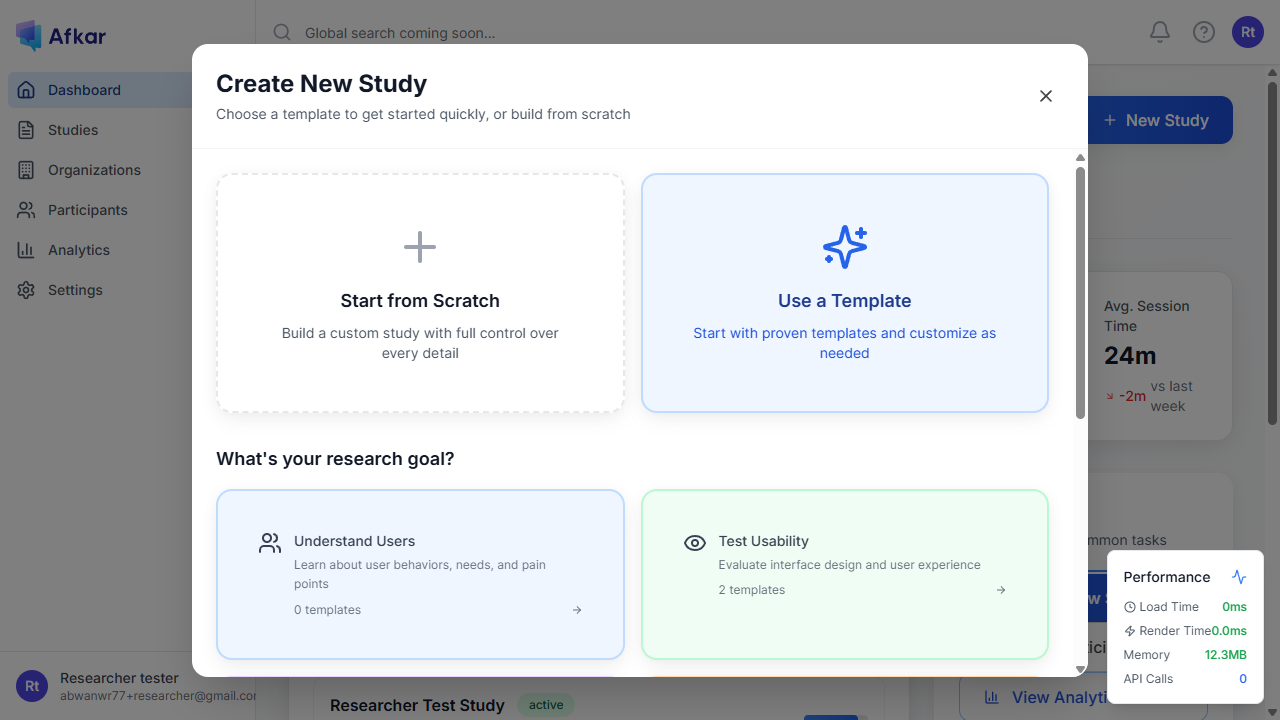 Afkar
Global search coming soon...
Rt
Dashboard
Studies
Organizations
Participants
Analytics
Settings
Researcher tester
Rt
abwanwr77+researcher@gmail.co
Create New Study
Choose a template to get started quickly, or build from scratch
Start from Scratch
Build a custom study with full control over
every detail
Use a Template
Start with proven templates and customize as
needed
What's your research goal?
Understand Users
Learn about user behaviors, needs, and pain
points
0 templates
Test Usability
Evaluate interface design and user experience
2 templates
New Study
Avg. Session
Time
24m
-2m
vs last
week
mmon tasks
Researcher Test Study
active
View Analyti
Performance
Load Time 0ms
Render Time 0.0ms
Memory 12.3MB
API Calls 0